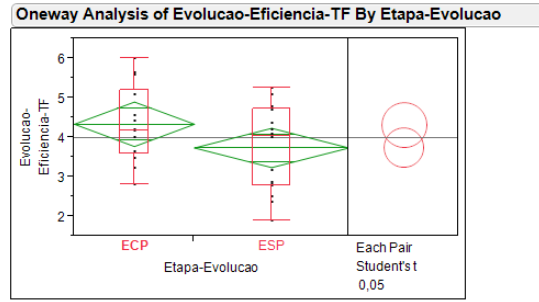 Oneway Analysis of Evolucao-Eficiencia-TF By Etapa-Evolucao
Evolucao-
Eficiencia-TF
6
5
4
3
2
ECP
ESP
Etapa-Evolucao
Each Pair
Student's t
0,05